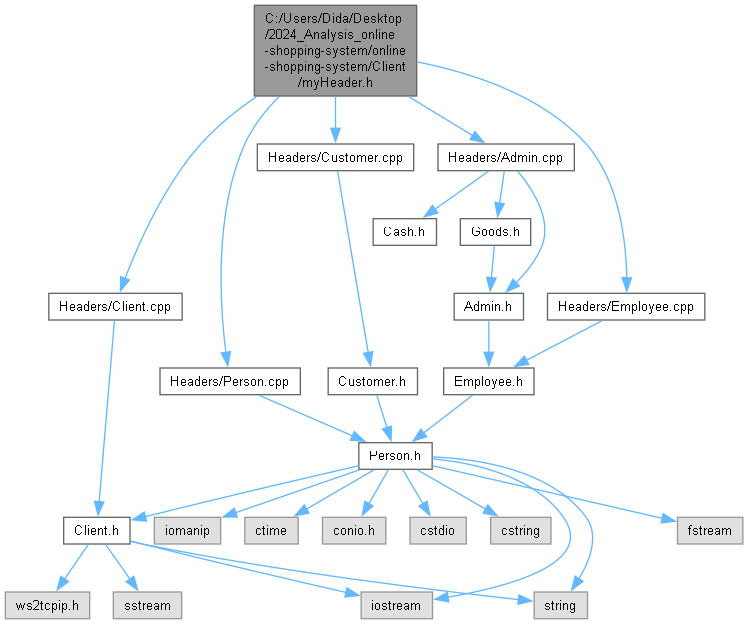 C:/Users/Dida/Desktop
/2024_Analysis_online
-shopping-system/online
-shopping-system/Client
/myHeader.h
Headers/Customer.cpp
Headers/Admin.cpp
Cash.h
Goods.h
Headers/Client.cpp
Admin.h
Headers/Employee.cpp
Headers/Person.cpp
Customer.h
Employee.h
Person.h
Client.h
iomanip
ctime
conio.h
cstdio
cstring
fstream
ws2tcpip.h
sstream
iostream
string